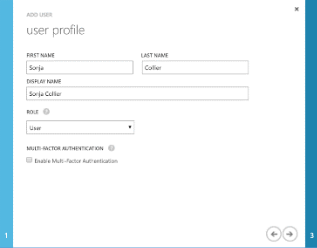 ADD USER
user profile
FIRST NAME LAST NAME
Sonja Collier
DISPLAY NAME
Sonja Collier
ROLE ?
User
MULTI-FACTOR AUTHENTICATION ?
Enable Multi-Factor Authentication
1 3